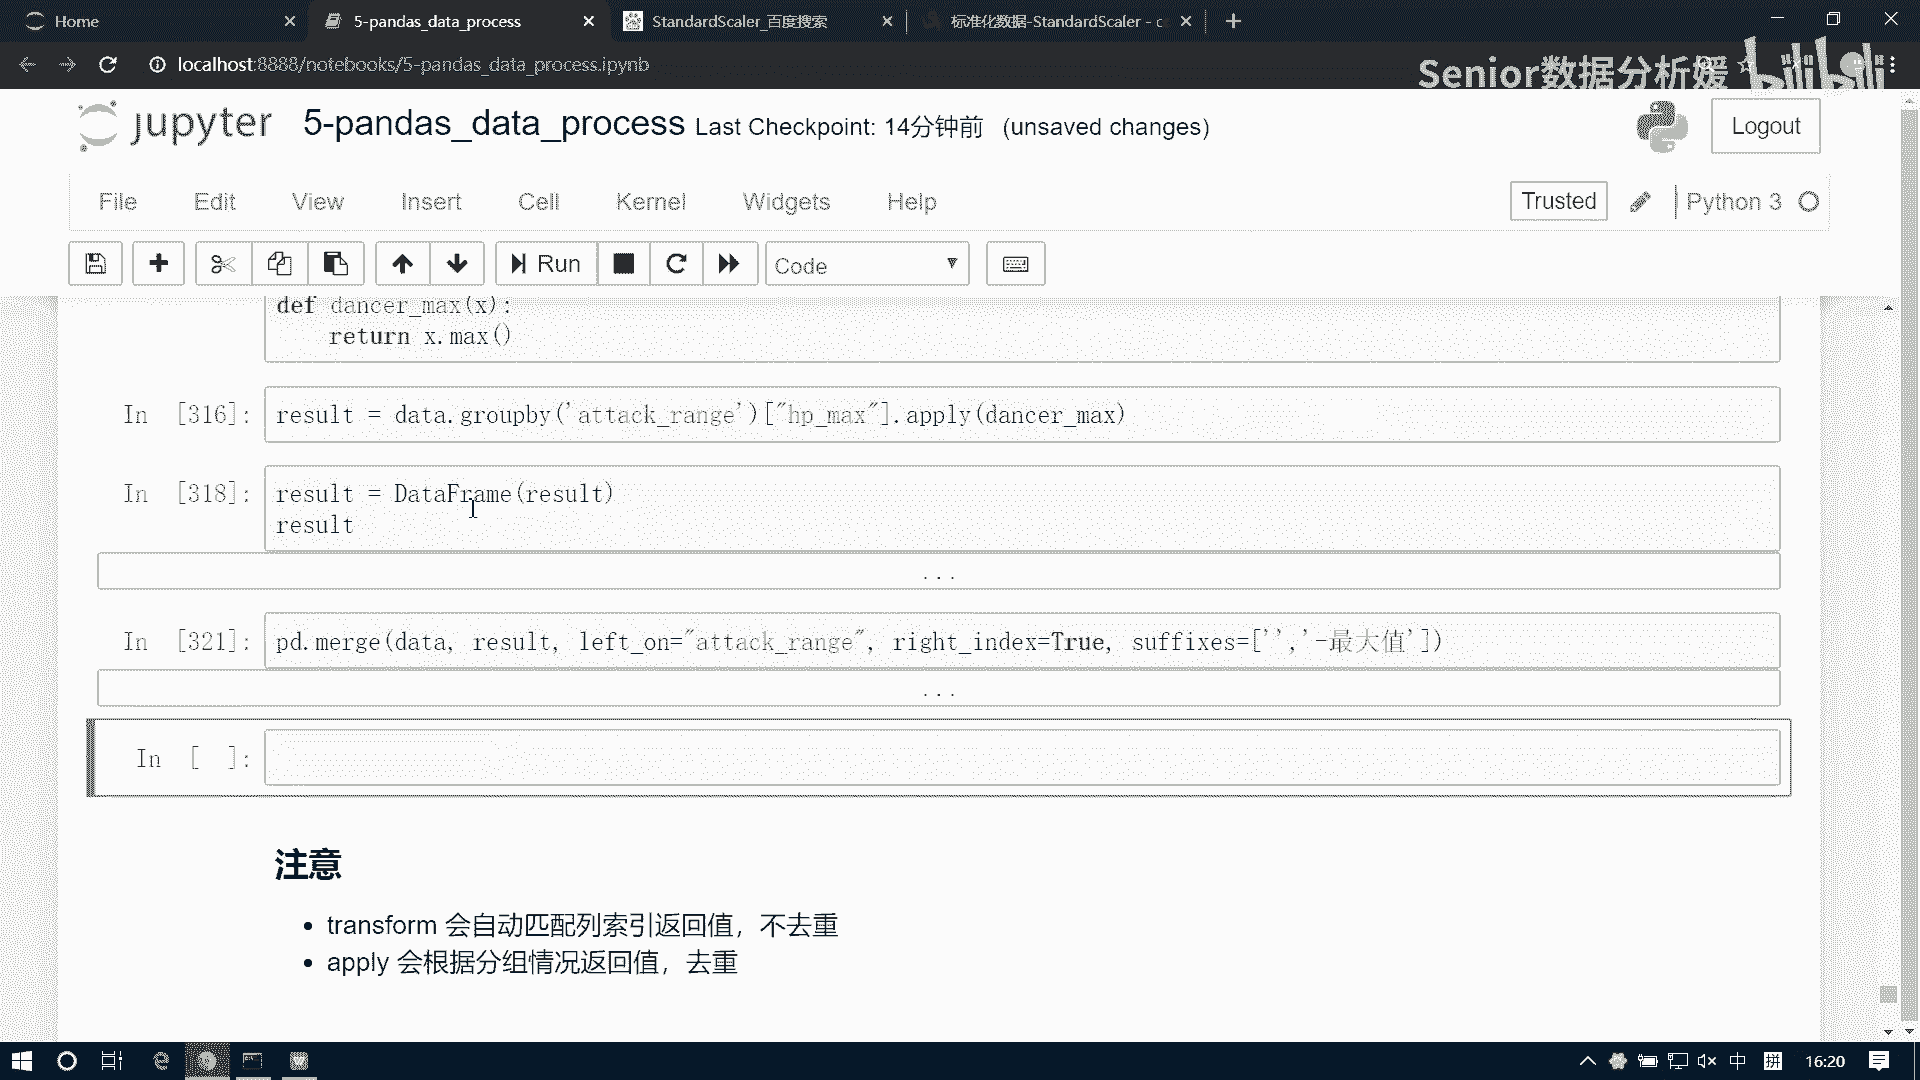 Home
5-pandas_data_process
StandardScaler_百度搜索
标准化数据-StandardScaler - c
localhost:8888/notebooks/5-pandas_data_process.ipynb
Senior数据分析媛
bilibili
jupyter
5-pandas_data_process Last Checkpoint: 14分钟前 (unsaved changes)
Logout
File Edit View Insert Cell Kernel Widgets Help
Trusted
Python 3
Run
Code
def dancer_max(x):
return x.max()
In [316]: result = data.groupby('attack_range')["hp_max"].apply(dancer_max)
In [318]: result = DataFrame(result)
result
...
In [321]: pd.merge(data, result, left_on="attack_range", right_index=True, suffixes=['','-最大值'])
...
In [ ]:
注意
• transform 会自动匹配列索引返回值，不去重
• apply 会根据分组情况返回值，去重
中
拼
16:20